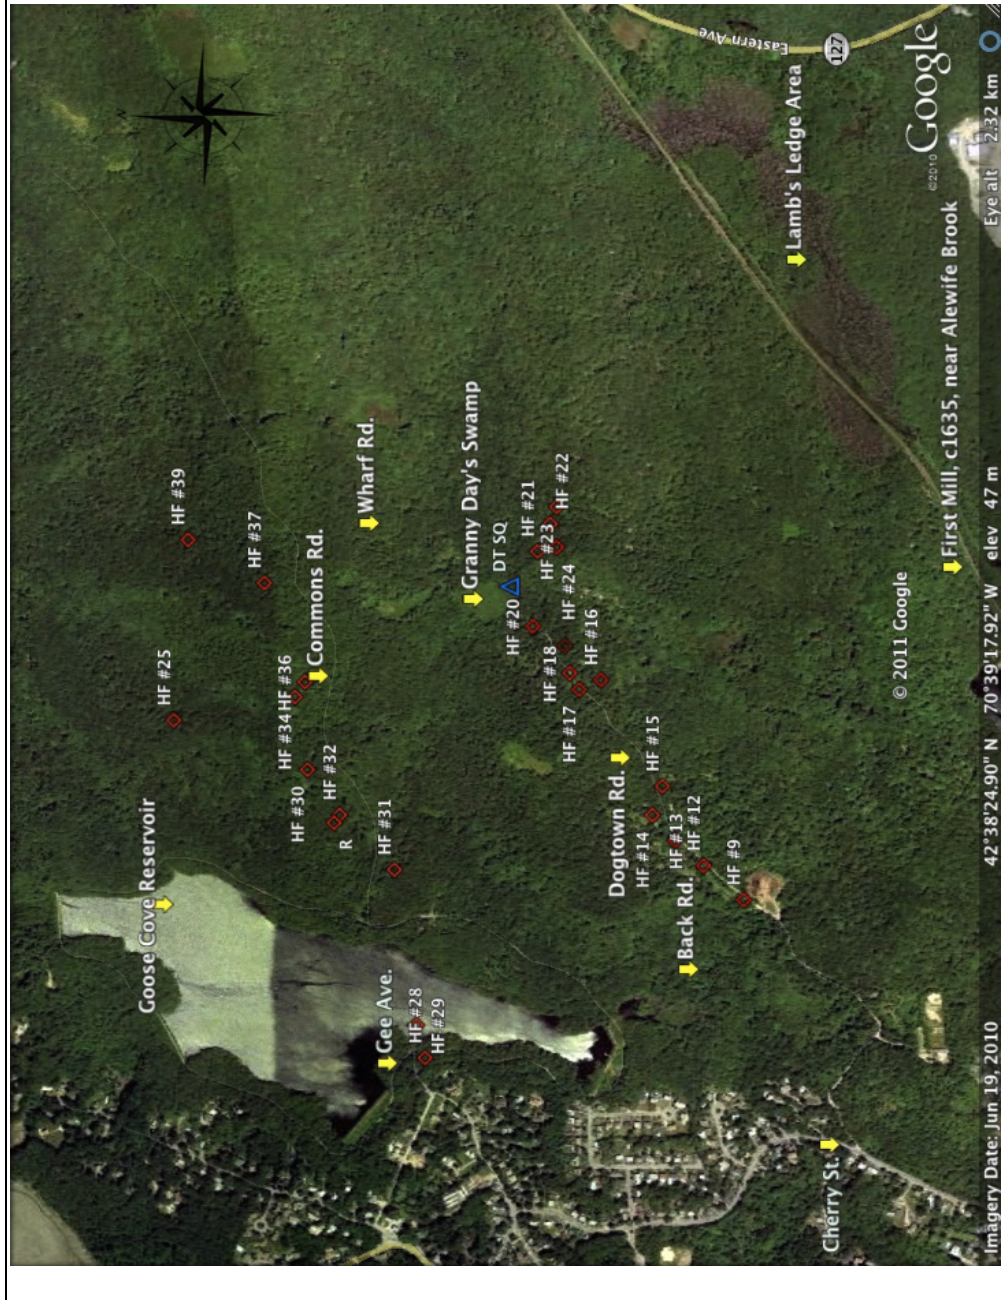 Goose Cove Reservoir
HF #25
HF #39
HF #37
HF #34
HF #36
HF #30
Commons Rd.
HF #32
R
Wharf Rd.
Gee Ave.
HF #31
HF #28
HF #29
Granny Day's Swamp
DT SQ
HF #20
HF #21
HF #23
HF #18
HF #22
HF #24
HF #17
HF #16
Dogtown Rd.
HF #14
HF #15
HF #13
Back Rd.
HF #12
HF #9
Eastern Ave
Lamb's Ledge Area
Cherry St.
127
© 2011 Google
©2010 Google
First Mill, c1635, near Alewife Brook
Imagery Date: Jun 19, 2010 42°38'24.90" N 70°39'17.92" W elev 47 m Eye alt 2.32 km